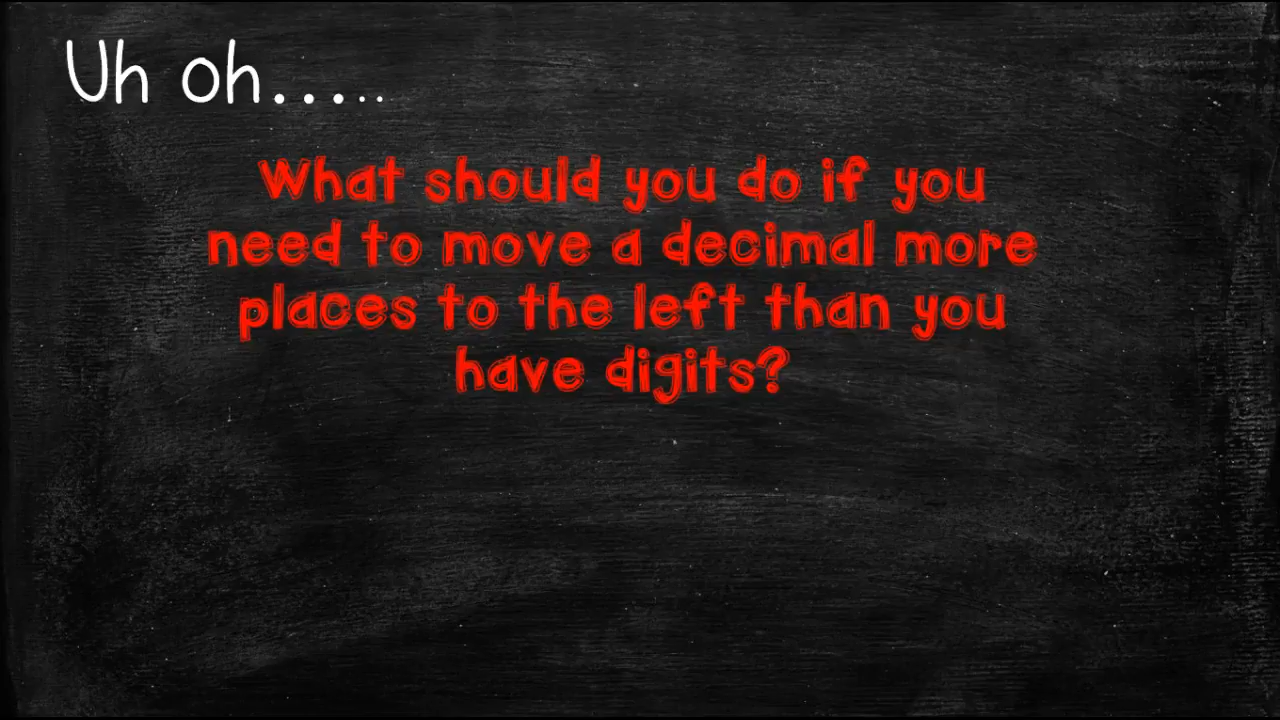 Uh oh......
What should you do if you
need to move a decimal more
places to the left than you
have digits?